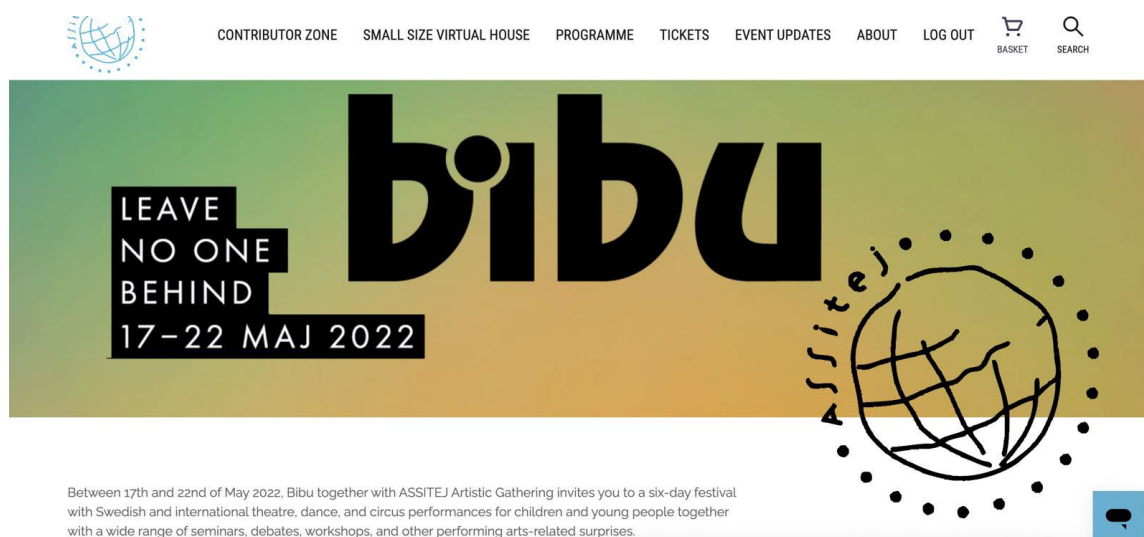 CONTRIBUTOR ZONE SMALL SIZE VIRTUAL HOUSE PROGRAMME TICKETS EVENT UPDATES ABOUT LOG OUT
BASKET
SEARCH
bibu
LEAVE
NO ONE
BEHIND
17–22 MAJ 2022
assitej
Between 17th and 22nd of May 2022, Bibu together with ASSITEJ Artistic Gathering invites you to a six-day festival
with Swedish and international theatre, dance, and circus performances for children and young people together
with a wide range of seminars, debates, workshops, and other performing arts-related surprises.